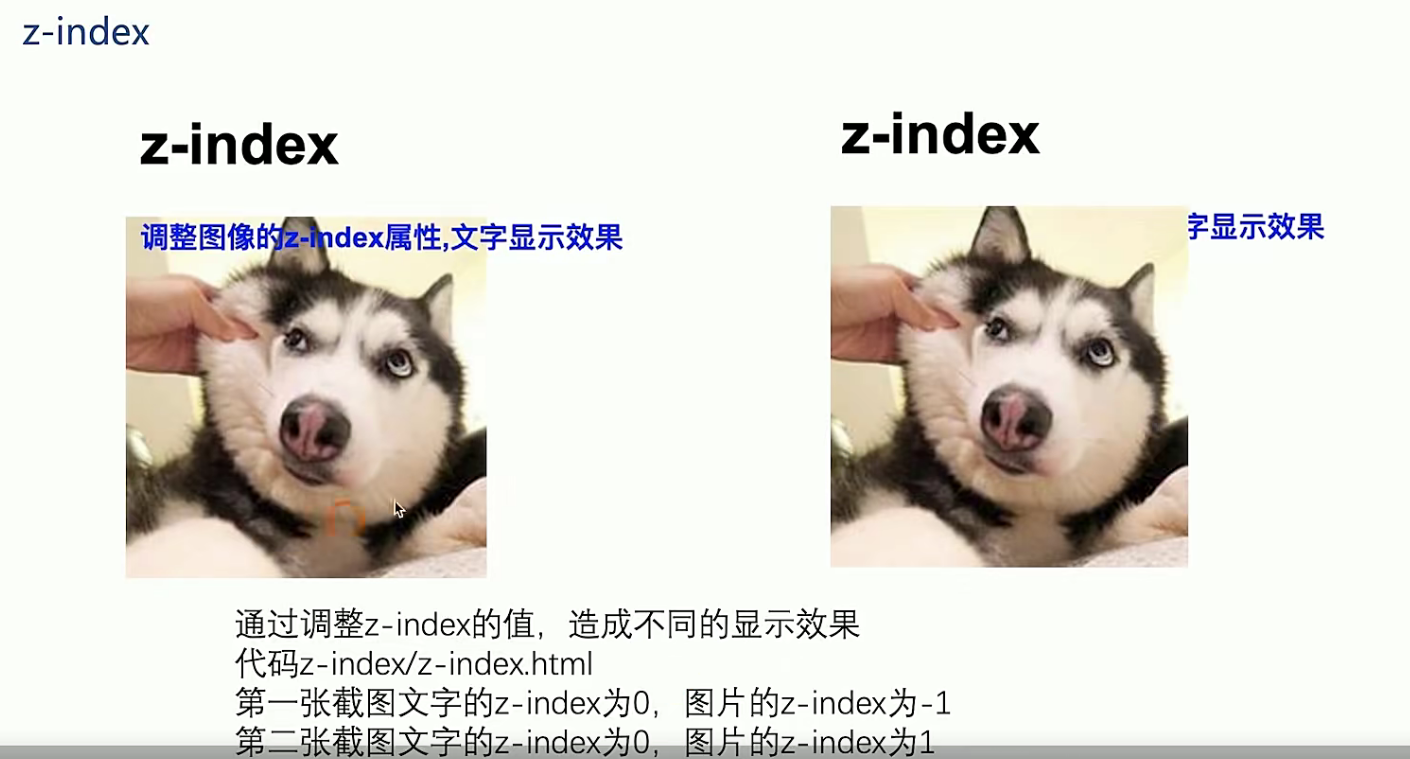 z-index
z-index
z-index
调整图像的z-index属性,文字显示效果
字显示效果
通过调整z-index的值，造成不同的显示效果
代码z-index/z-index.html
第一张截图文字的z-index为0，图片的z-index为-1
第二张截图文字的z-index为0，图片的z-index为1